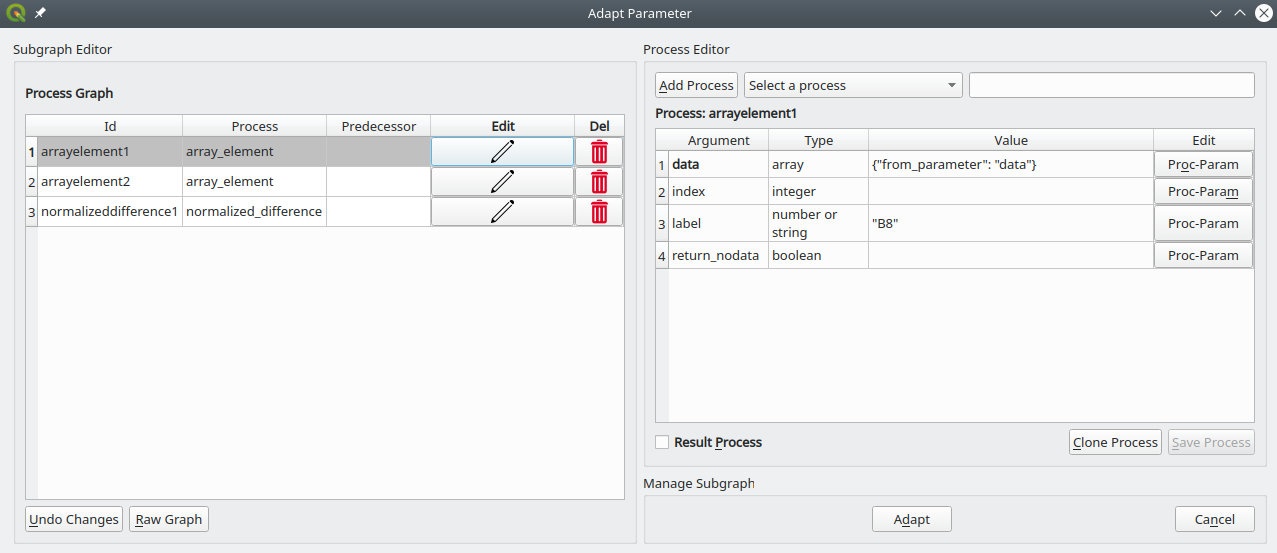 Adapt Parameter
Subgraph Editor
Process Graph
Id Process Predecessor Edit Del
1 arrayelement1 array_element
2 arrayelement2 array_element
3 normalizeddifference1 normalized_difference
Undo Changes Raw Graph
Process Editor
Add Process Select a process
Process: arrayelement1
Argument Type Value Edit
1 data array {"from_parameter": "data"} Proc-Param
2 index integer Proc-Param
3 label number or string "B8" Proc-Param
4 return_nodata boolean Proc-Param
Result Process Clone Process Save Process
Manage Subgraph
Adapt Cancel